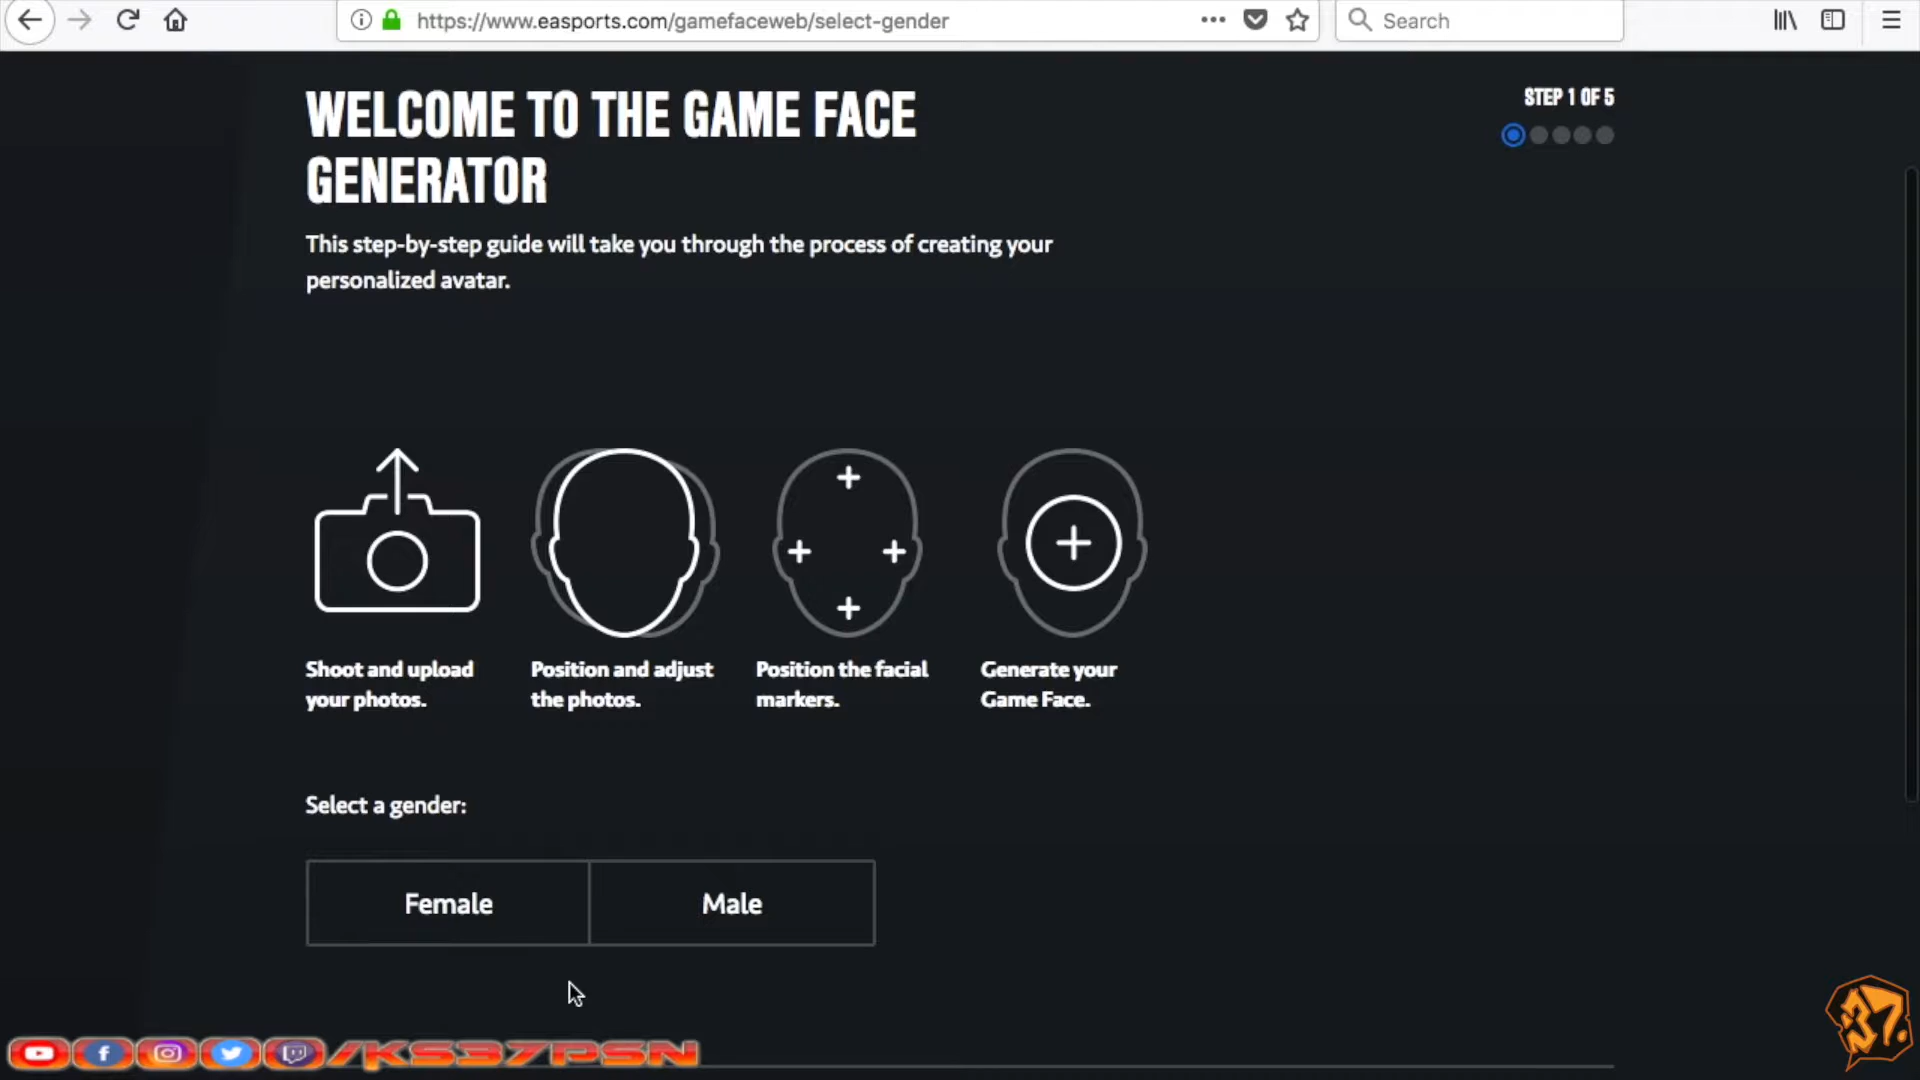 https://www.easports.com/gamefaceweb/select-gender
Search
WELCOME TO THE GAME FACE
GENERATOR
STEP 1 OF 5
This step-by-step guide will take you through the process of creating your
personalized avatar.
Shoot and upload
your photos.
Position and adjust
the photos.
Position the facial
markers.
Generate your
Game Face.
Select a gender:
Female
Male
/KS37PSN
37.